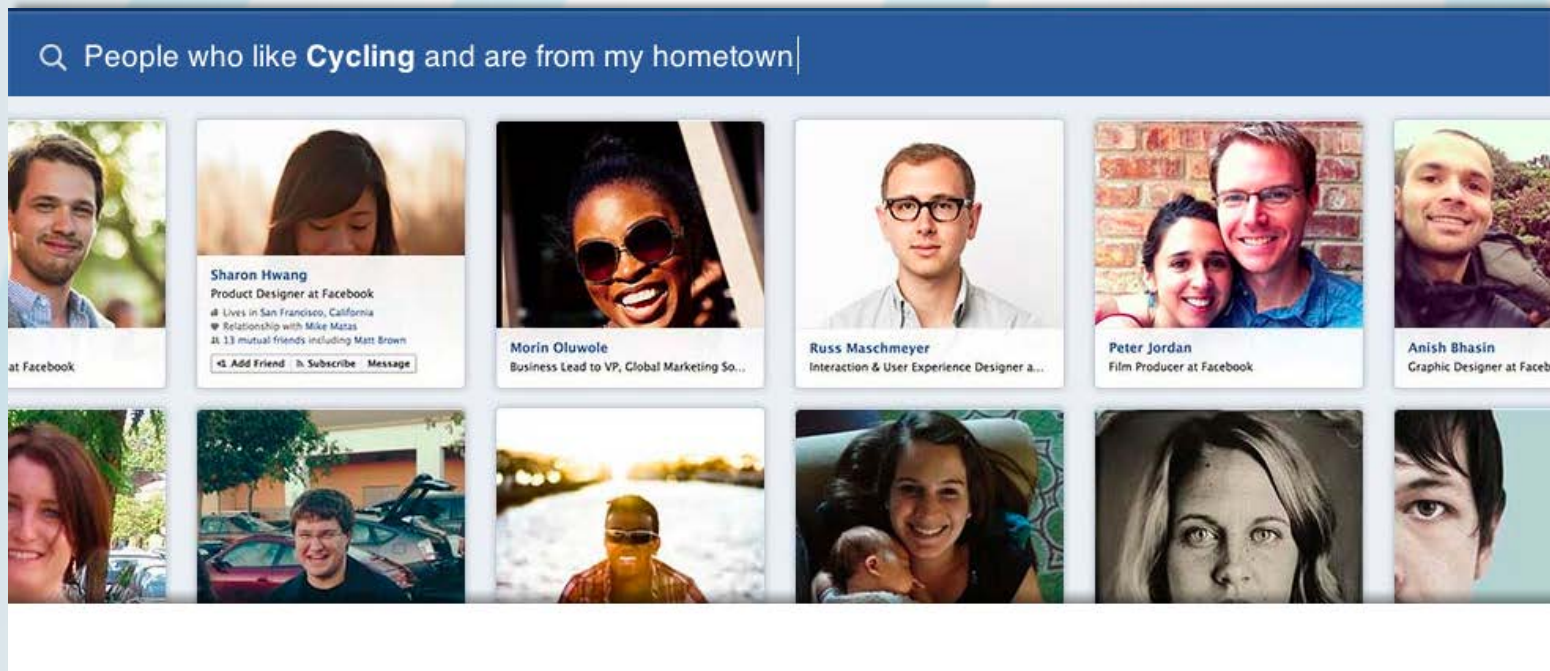 People who like Cycling and are from my hometown
at Facebook
Sharon Hwang
Product Designer at Facebook
Lives in San Francisco, California
Relationship with Mike Matas
13 mutual friends including Matt Brown
Add Friend Subscribe Message
Morin Oluwole
Business Lead to VP, Global Marketing So...
Russ Maschmeyer
Interaction & User Experience Designer a...
Peter Jordan
Film Producer at Facebook
Anish Bhasin
Graphic Designer at Faceb